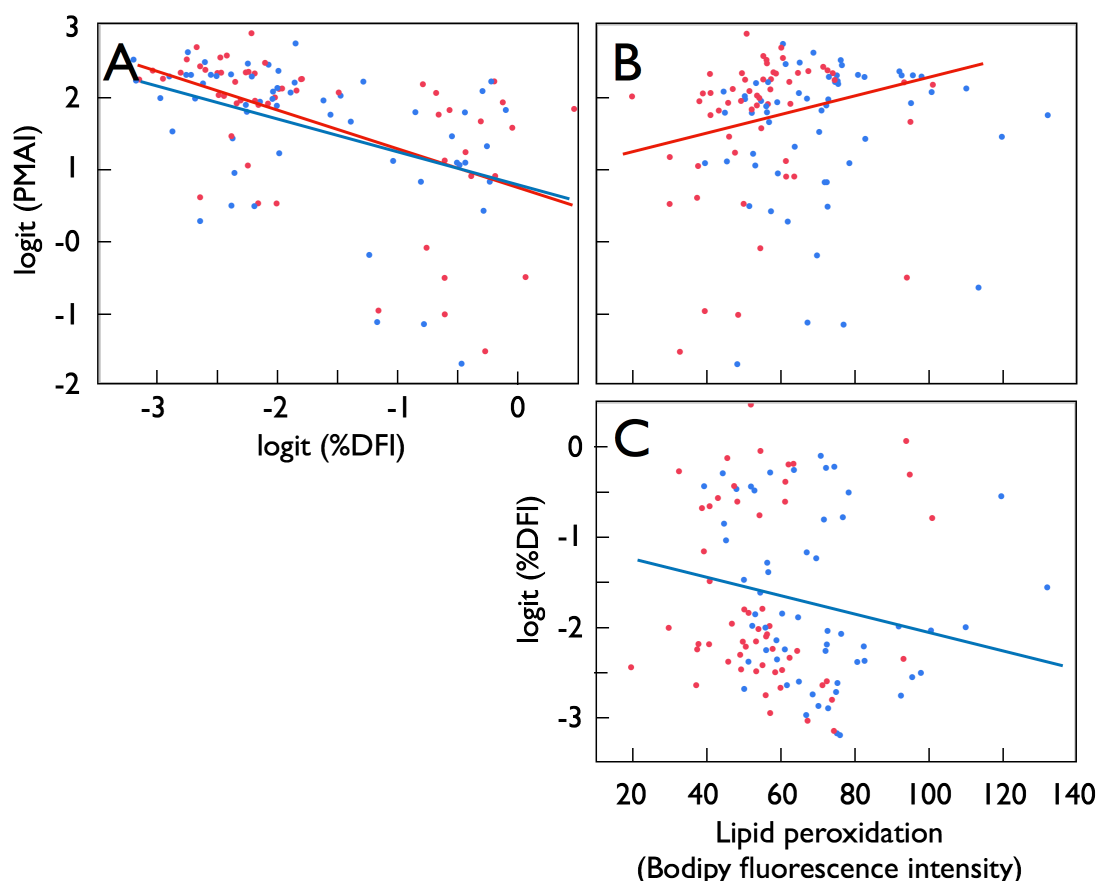 A
B
3
2
1
-0
-1
-2
logit (PMAI)
-3 -2 -1 0
logit (%DFI)
C
0
-1
-2
-3
logit (%DFI)
20 40 60 80 100 120 140
Lipid peroxidation
(Bodipy fluorescence intensity)